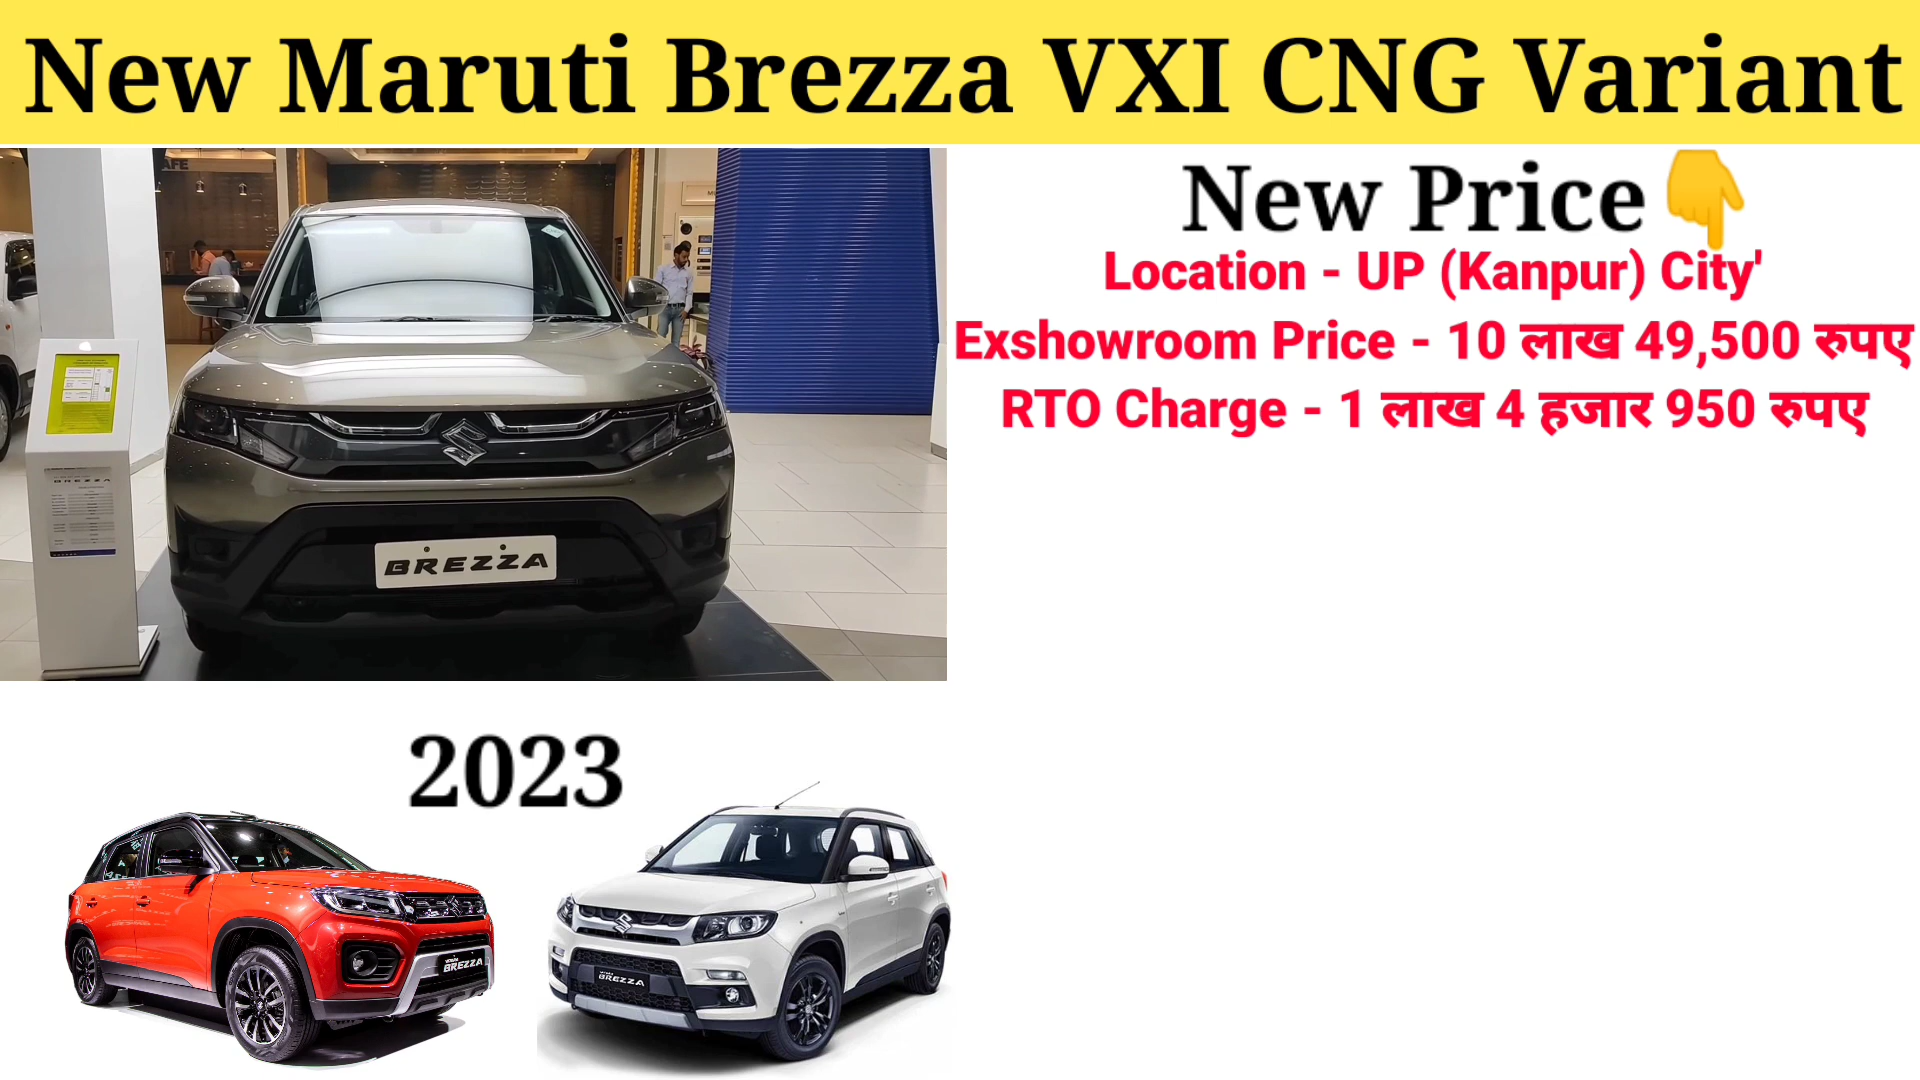 New Maruti Brezza VXI CNG Variant
New Price👇
Location - UP (Kanpur) City'
Exshowroom Price - 10 लाख 49,500 रुपए
RTO Charge - 1 लाख 4 हजार 950 रुपए
BREZZA
BREZZA
2023
BREZZA
BREZZA